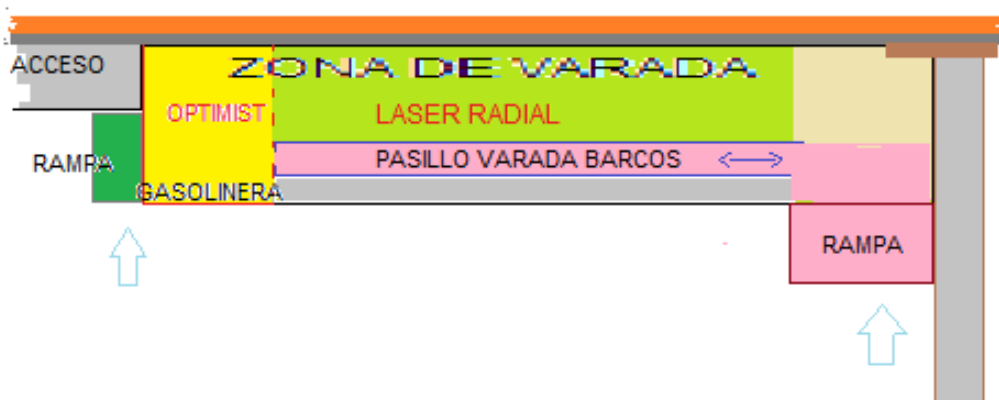 ACCESO
ZONA DE VARADA
OPTIMIST
LASER RADIAL
RAMPA
PASILLO VARADA BARCOS
GASOLINERA
RAMPA